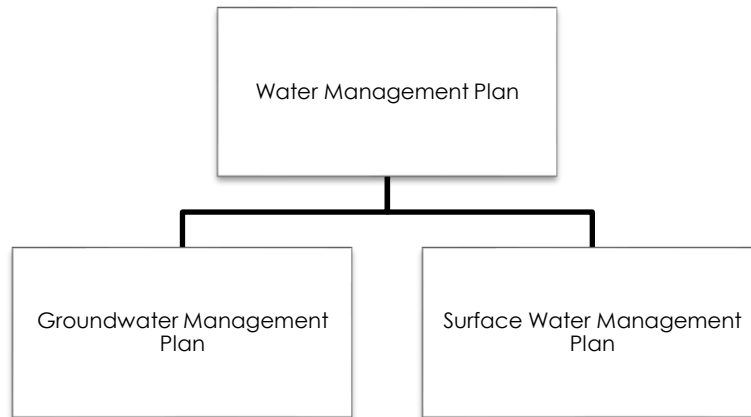 Water Management Plan
Groundwater Management
Plan
Surface Water Management
Plan